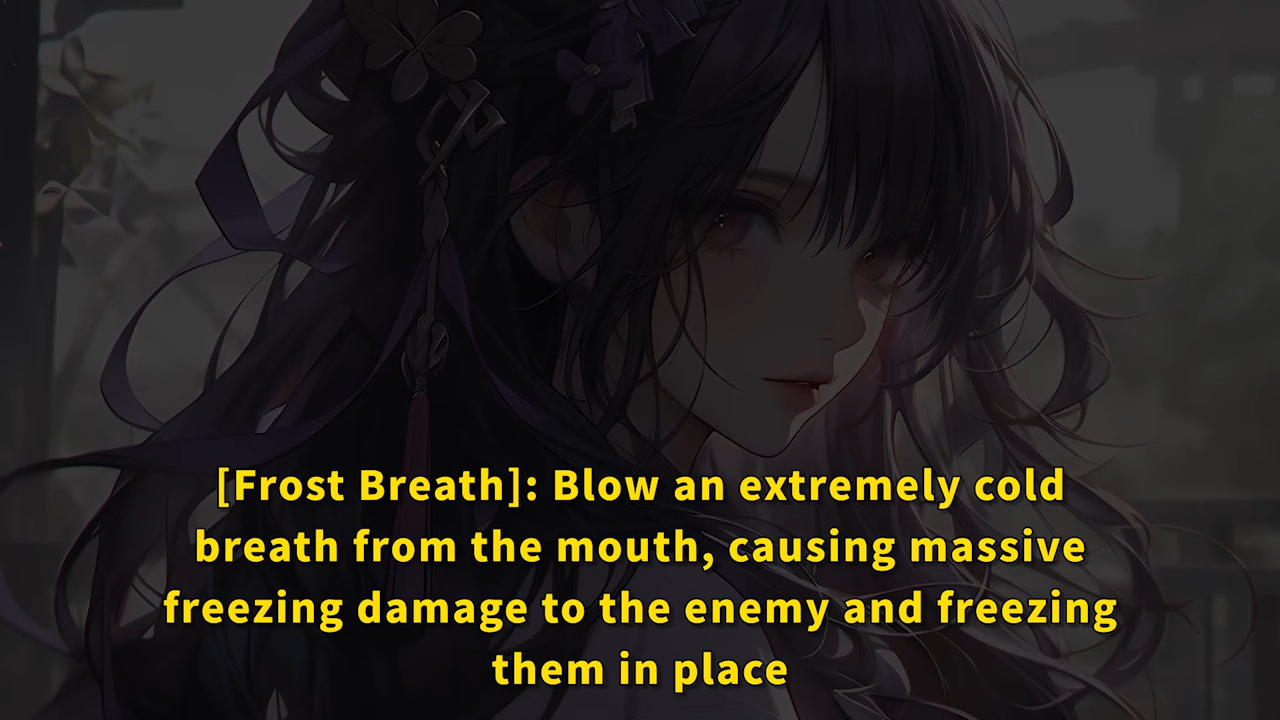 [Frost Breath]: Blow an extremely cold
breath from the mouth, causing massive
freezing damage to the enemy and freezing
them in place